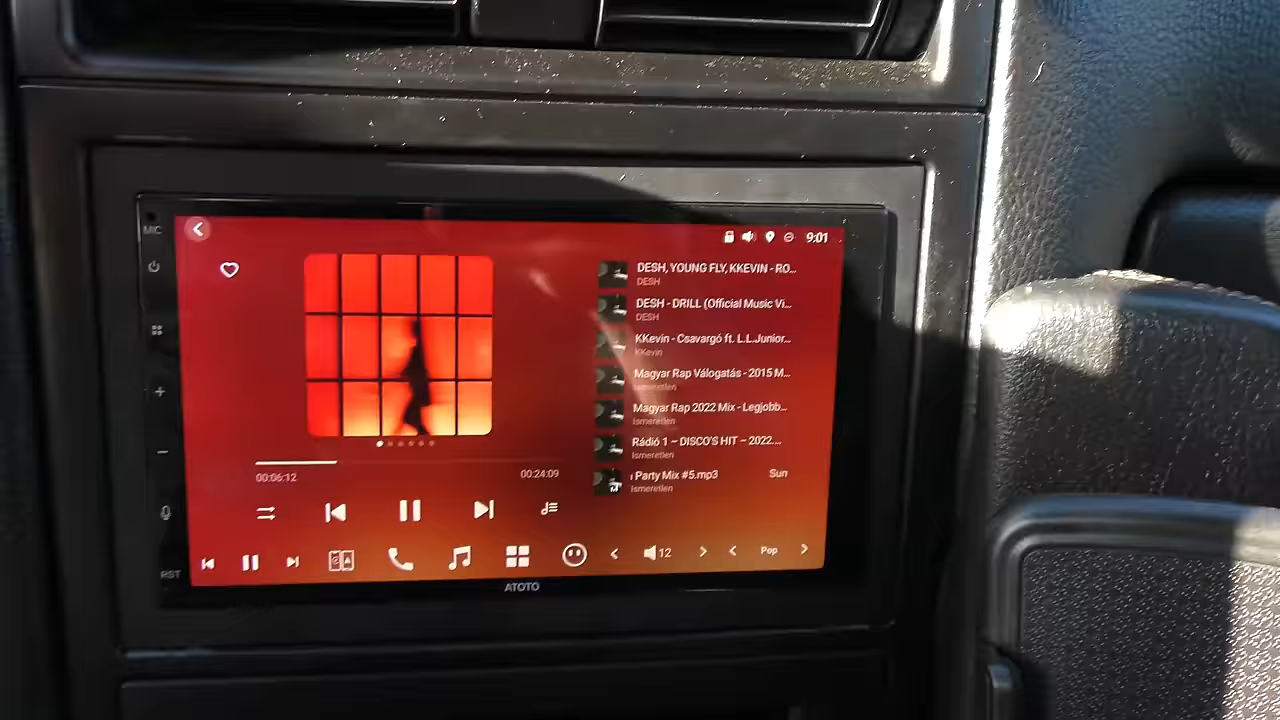 MIC
9:01
DESH, YOUNG FLY, KKEVIN - RO...
DESH
DESH - DRILL (Official Music Vi...
DESH
KKevin - Csavargó ft. L.L.Junior...
KKevin
Magyar Rap Válogatás - 2015 M...
Ismeretlen
Magyar Rap 2022 Mix - Legjobb...
Ismeretlen
Rádió 1 – DISCO'S HIT – 2022....
Ismeretlen
Party Mix #5.mp3 Sun
Ismeretlen
00:06:12 00:24:09
12 Pop
RST
ATOTO